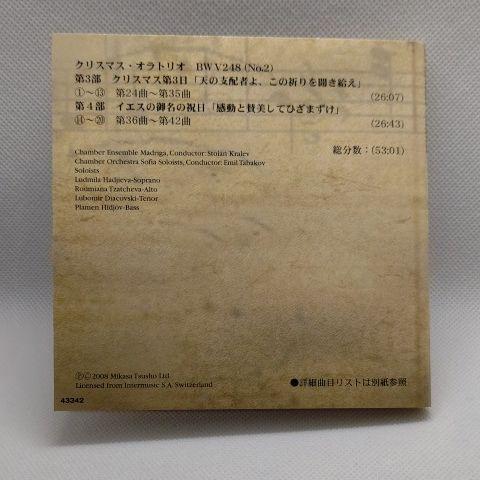 クリスマス・オラトリオ　BWV248 (No.2)
第3部　クリスマス第3日「天の支配者よ、この祈りを聞き給え」
①～⑬　第24曲～第35曲　(26:07)
第4部　イエスの御名の祝日「感動と賛美してひざまずけ」
⑭～⑳　第36曲～第42曲　(26:43)
総分数：(53:01)
Chamber Ensemble Madriga, Conductor: Stoian Kralev
Chamber Orchestra Sofia Soloists, Conductor: Emil Tabakov
Soloists
Ludmila Hadjieva-Soprano
Roumiana Tzatcheva-Alto
Lubomir Diacovski-Tenor
Plamen Hidjov-Bass
Ⓟ© 2008 Mikasa Tsusho Ltd.
Licensed from Intermusic S.A. Switzerland
●詳細曲目リストは別紙参照
43342